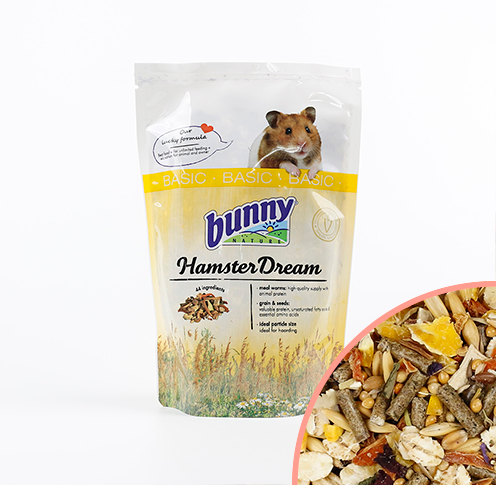 Our
lucky formula
BASIC · BASIC · BASIC ·
bunny
NATURE
HamsterDream
44 ingredients
· meal worms: high-quality supply with
animal protein
· grain & seeds:
valuable protein, unsaturated fatty acids &
essential amino acids
· ideal particle size
ideal for hoarding
V